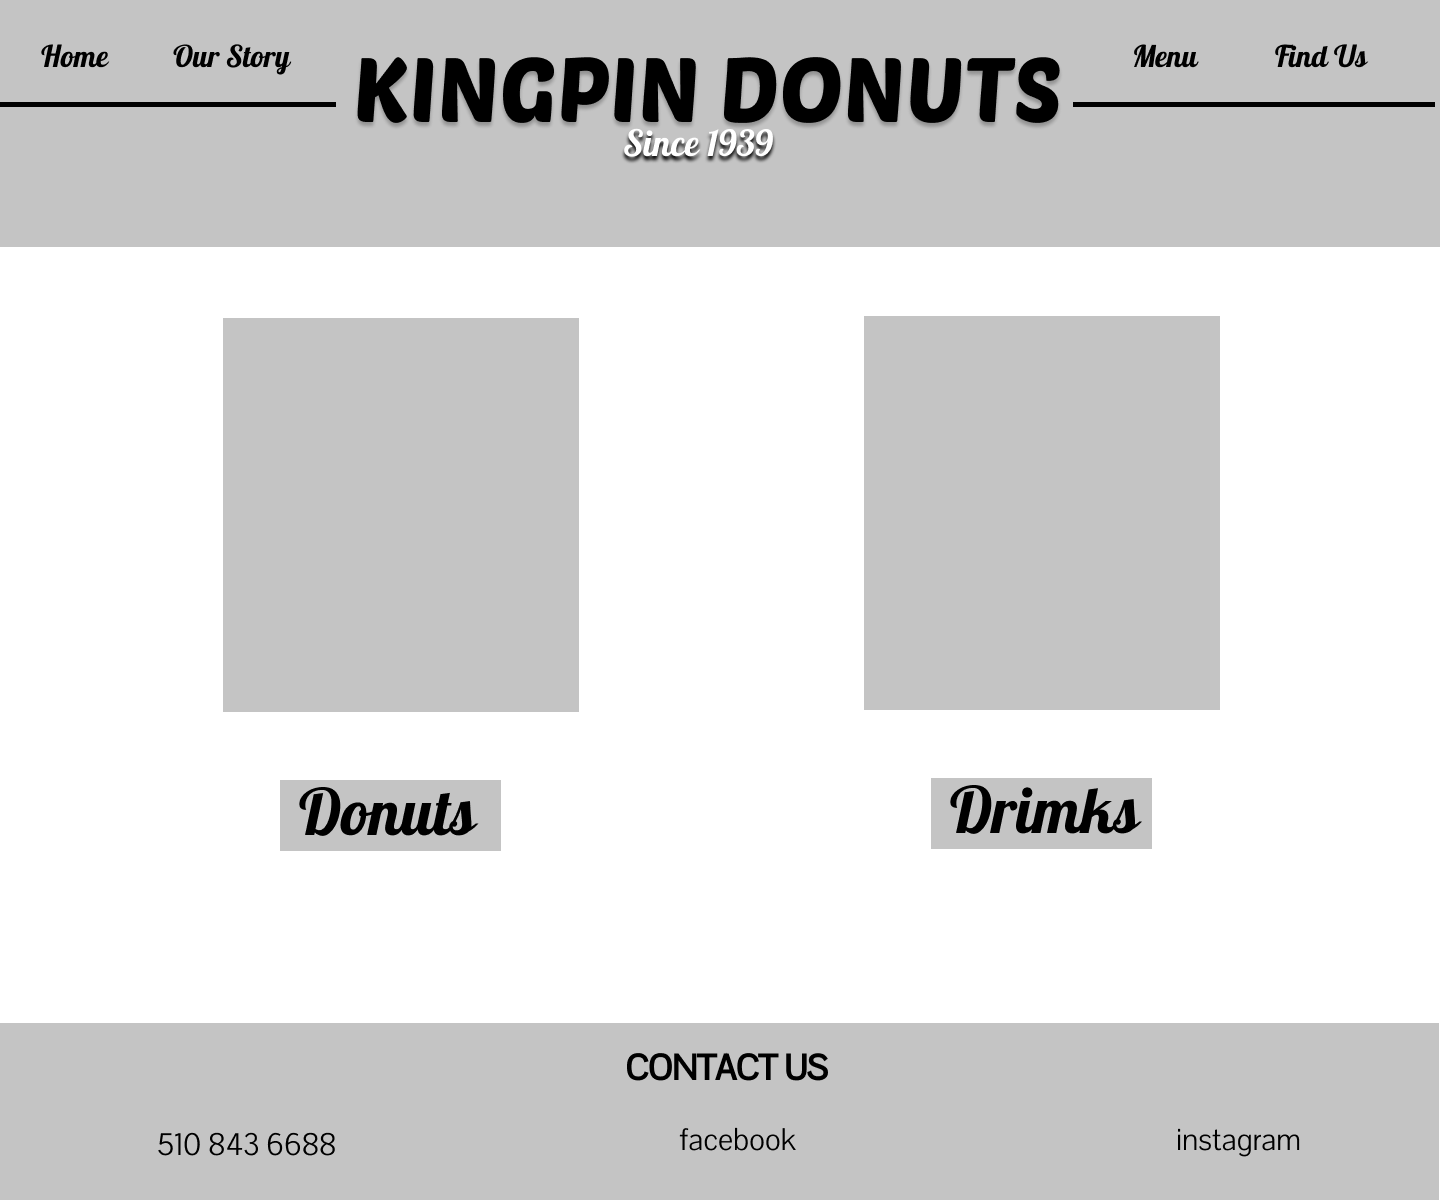 Home Our Story KINGPIN DONUTS Menu Find Us
Since 1939
Donuts Drimks
CONTACT US
510 843 6688 facebook instagram